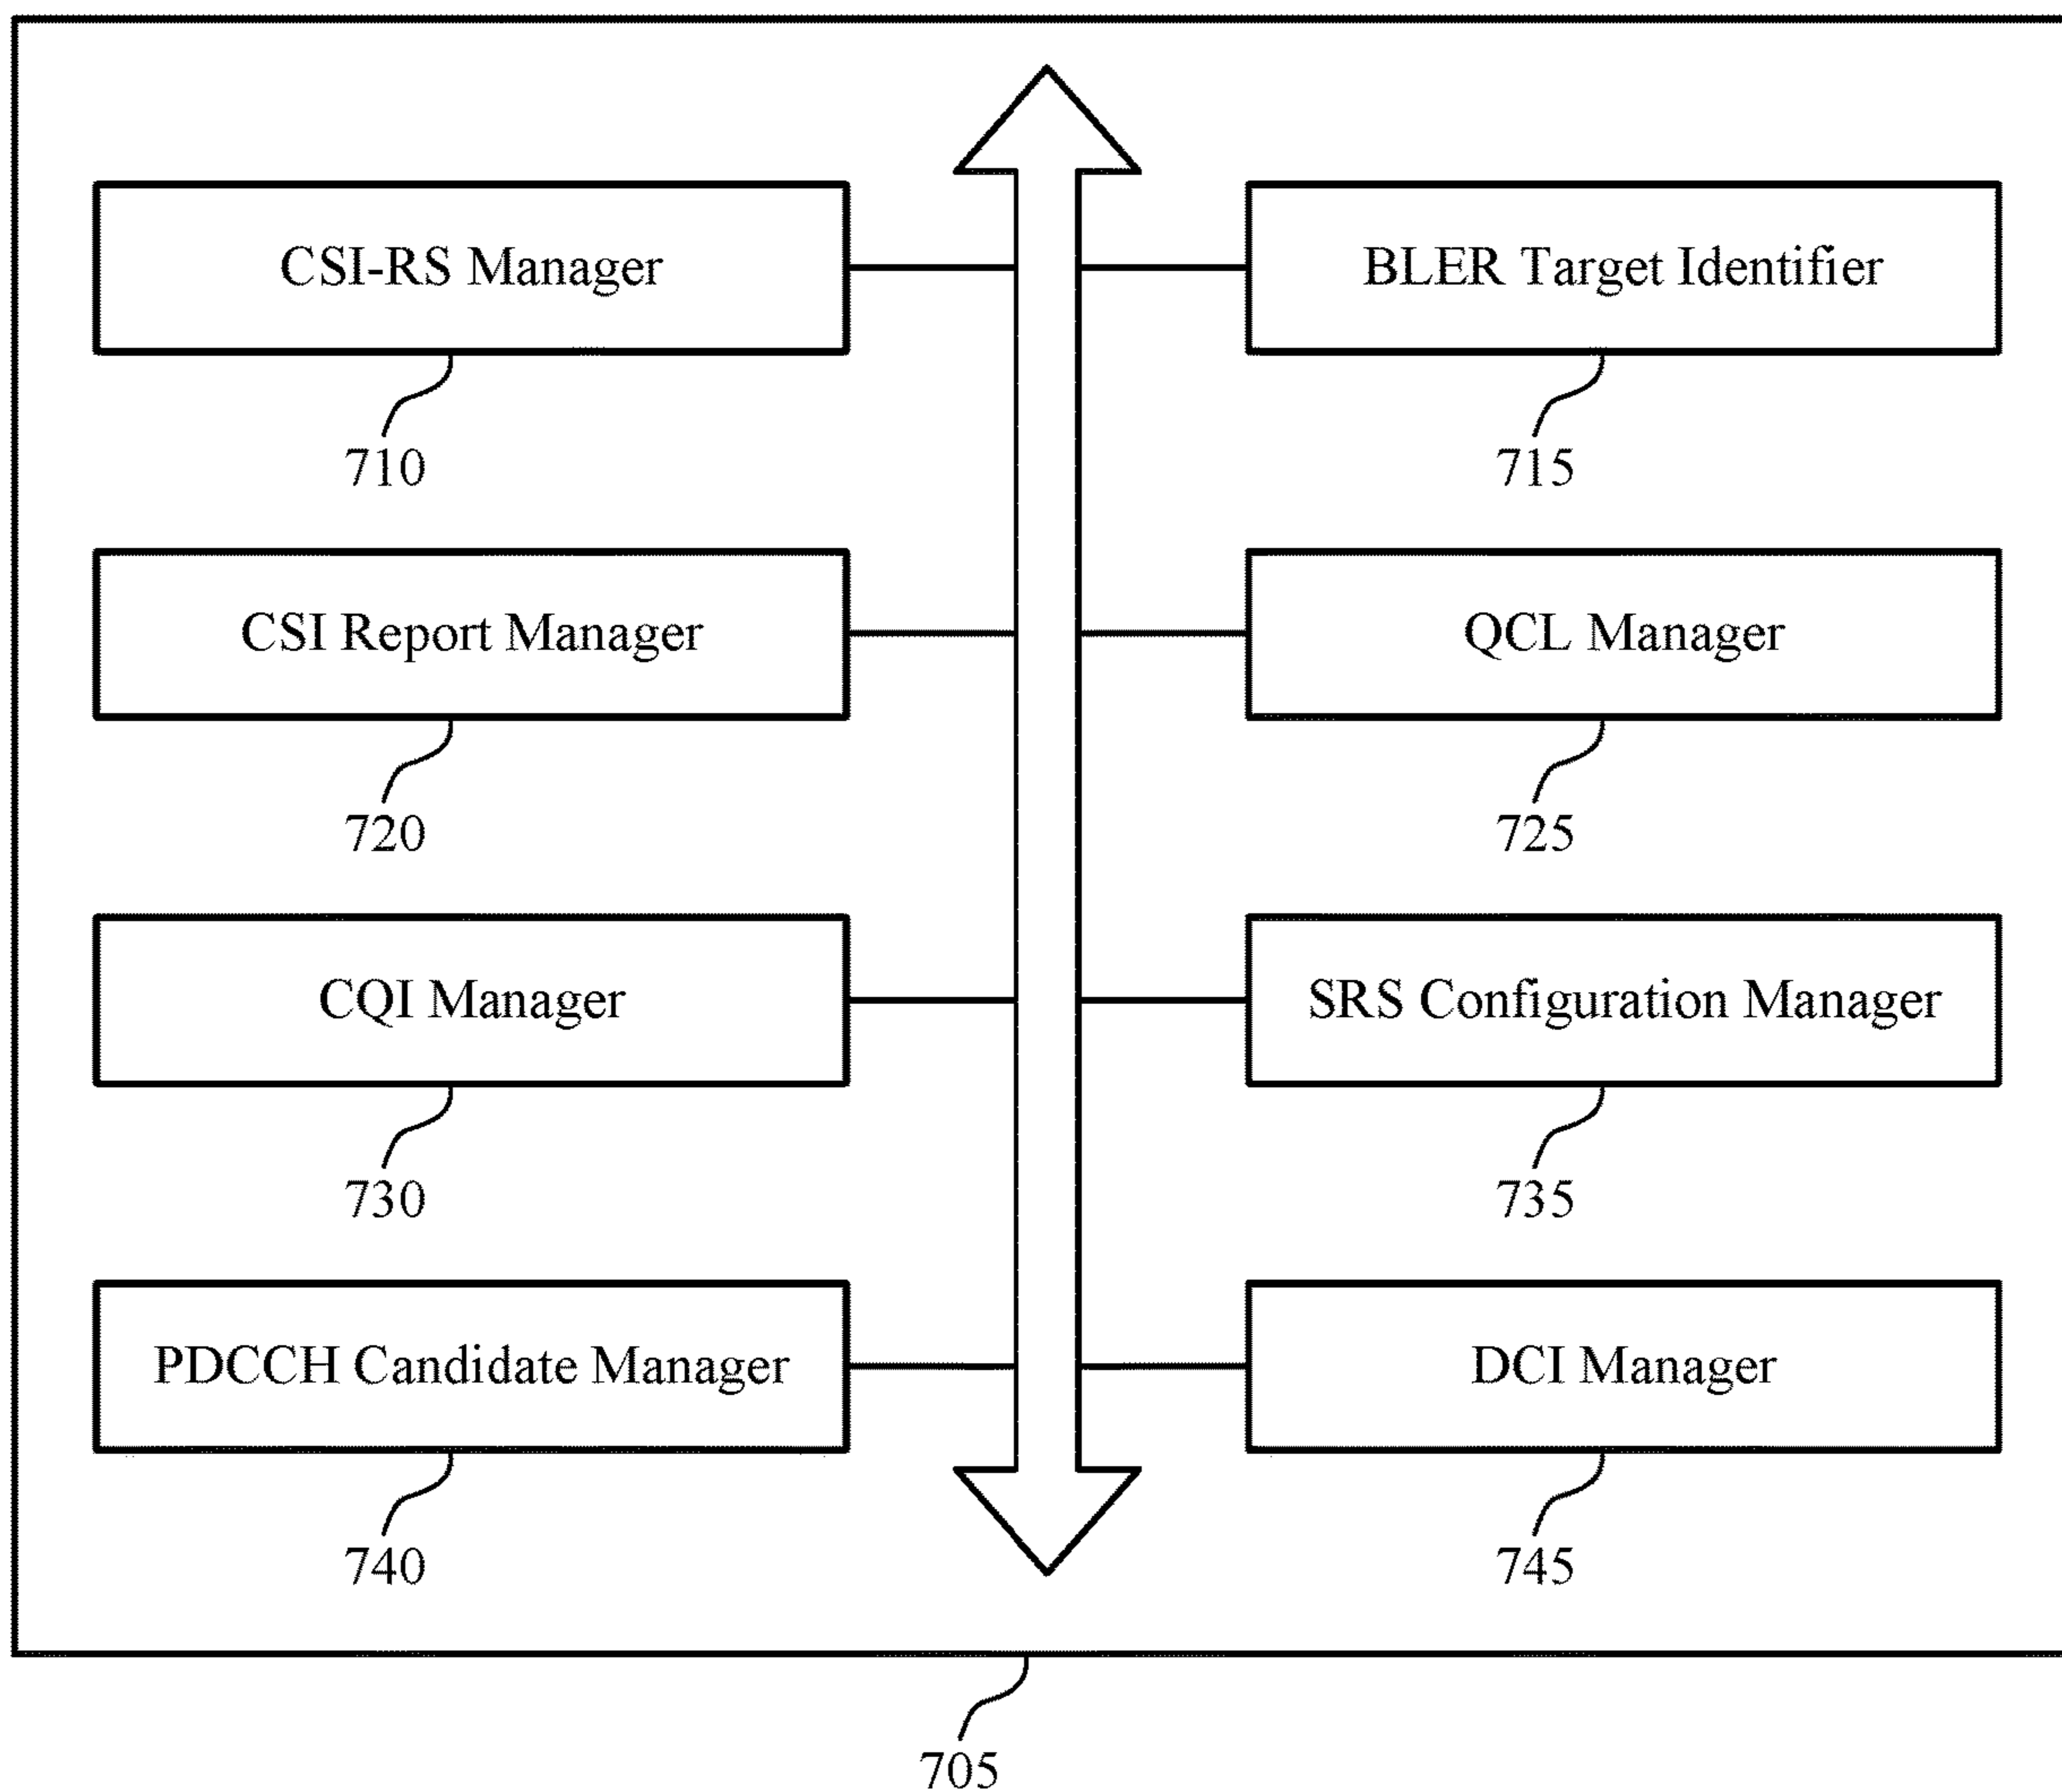 CSI-RS Manager
BLER Target Identifier
710
715
CSI Report Manager
QCL Manager
720
725
CQI Manager
SRS Configuration Manager
730
735
PDCCH Candidate Manager
DCI Manager
740
745
705